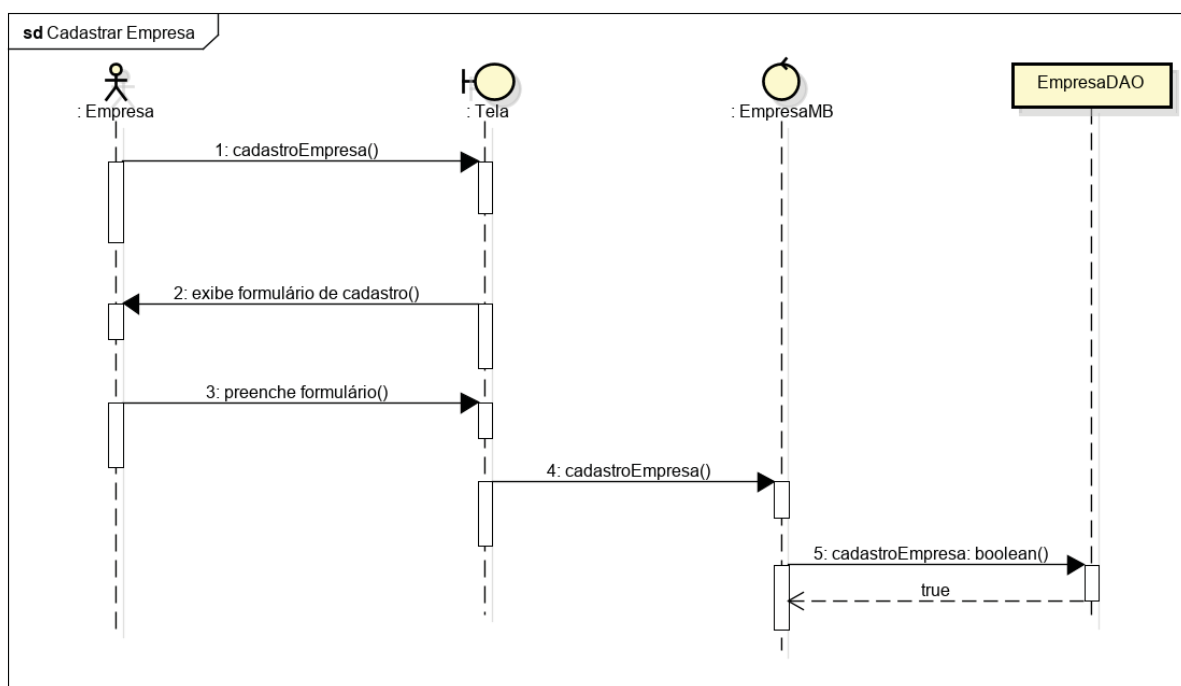 sd Cadastrar Empresa
: Empresa
: Tela
: EmpresaMB
EmpresaDAO
1: cadastroEmpresa()
2: exibe formulário de cadastro()
3: preenche formulário()
4: cadastroEmpresa()
5: cadastroEmpresa: boolean()
true